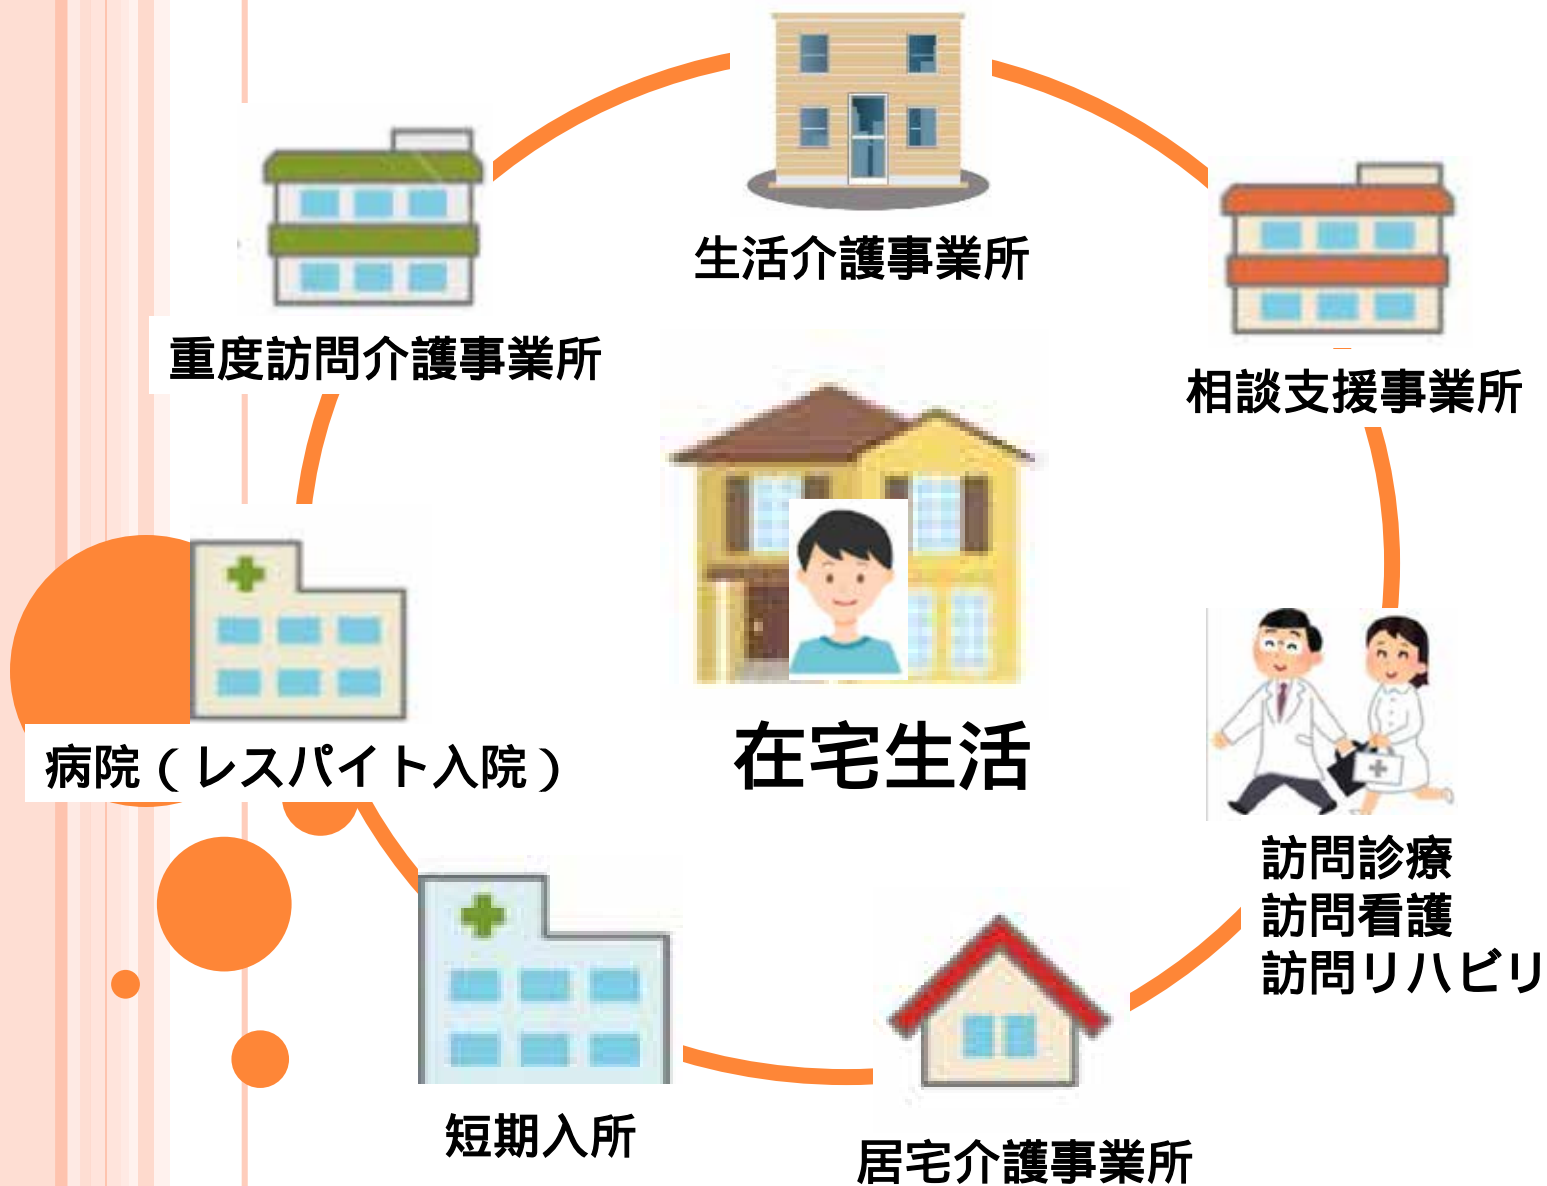 生活介護事業所
重度訪問介護事業所
相談支援事業所
在宅生活
病院（レスパイト入院）
訪問診療
訪問看護
訪問リハビリ
短期入所
居宅介護事業所